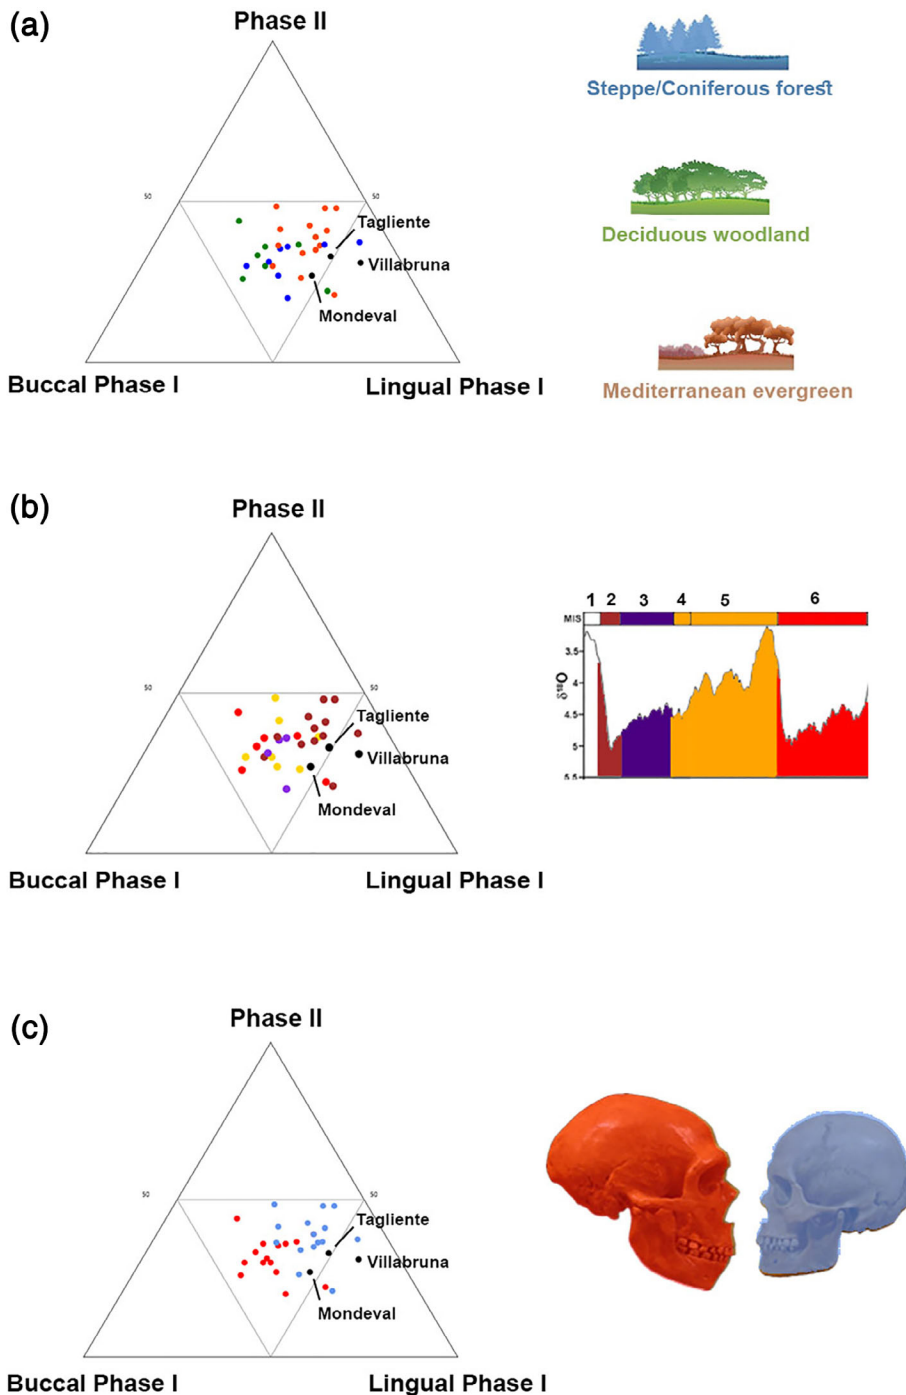 (a)
Phase II
50
50
Tagliente
Villabruna
Mondeval
Buccal Phase I
Lingual Phase I
Steppe/Coniferous forest
Deciduous woodland
Mediterranean evergreen
(b)
Phase II
50
50
Tagliente
Villabruna
Mondeval
Buccal Phase I
Lingual Phase I
1 2 3 4 5 6
MIS
3.5
4
4.5
5
5.5
δ¹⁸O
(c)
Phase II
50
50
Tagliente
Villabruna
Mondeval
Buccal Phase I
Lingual Phase I